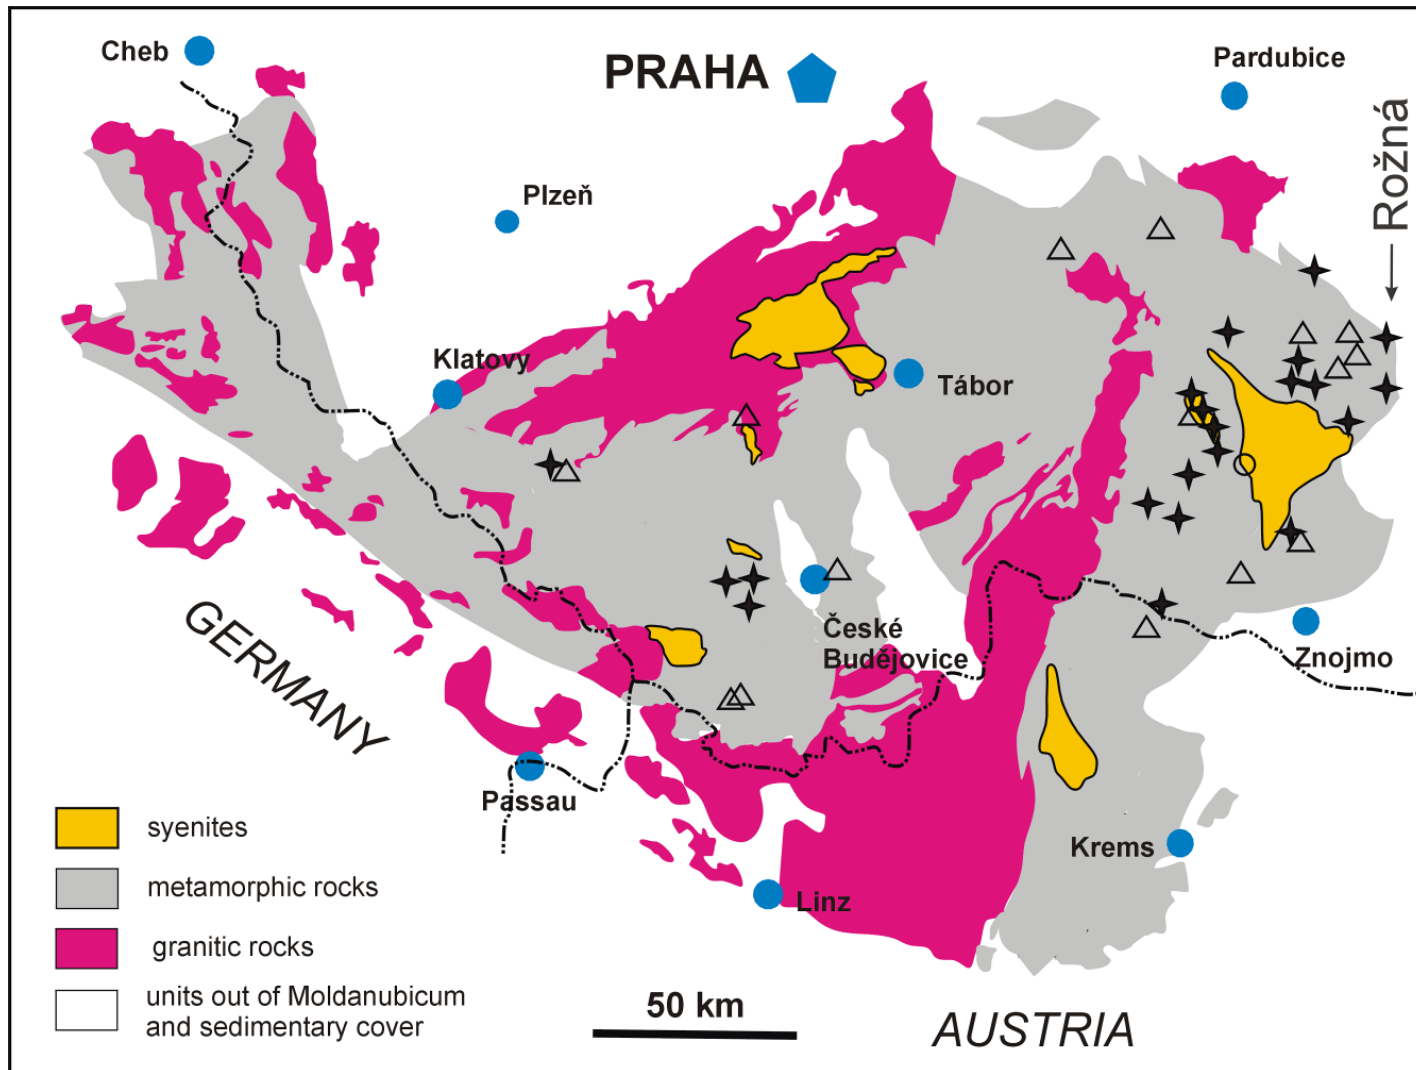 Cheb
PRAHA
Pardubice
Rožná
Plzeň
Klatovy
Tábor
České
Budějovice
Znojmo
GERMANY
Passau
Krems
Linz
syenites
metamorphic rocks
granitic rocks
units out of Moldanubicum
and sedimentary cover
50 km
AUSTRIA